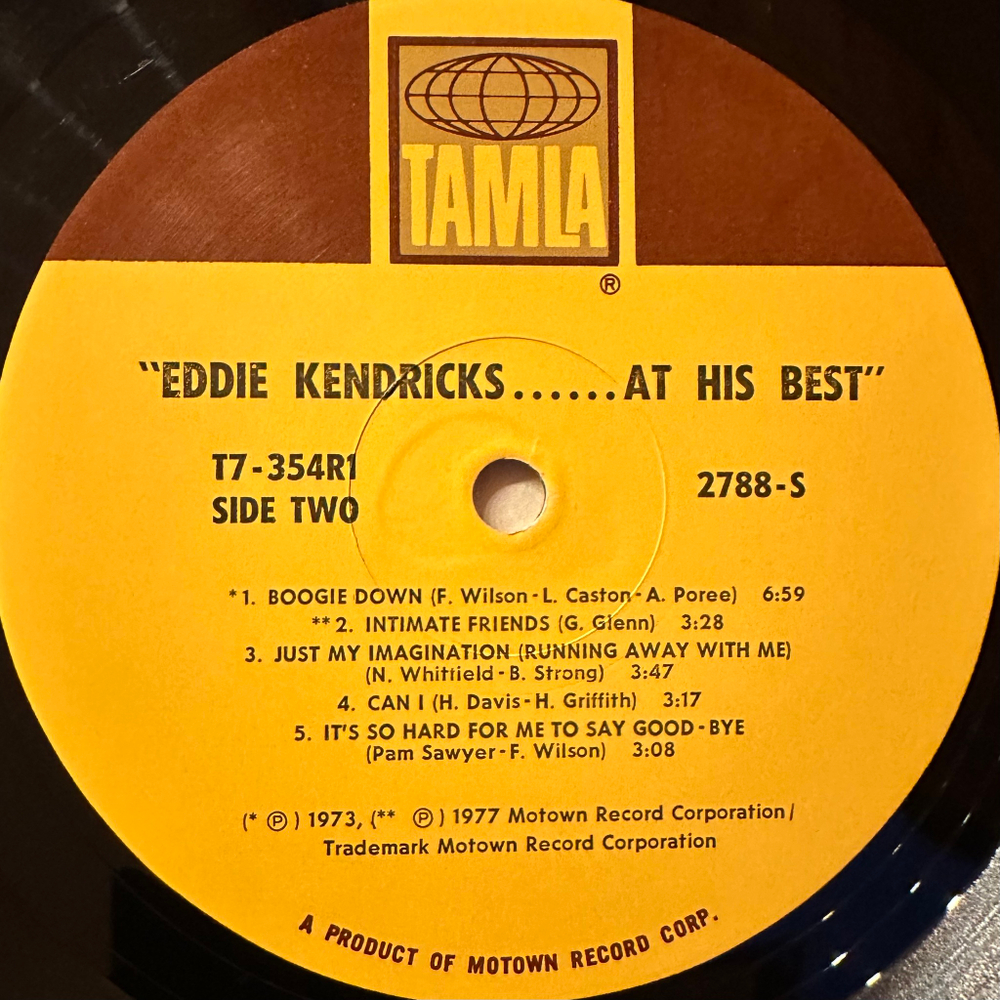 TAMLA
®
"EDDIE KENDRICKS......AT HIS BEST"
T7-354R1
SIDE TWO
2788-S
*1. BOOGIE DOWN (F. Wilson-L. Caston-A. Poree) 6:59
**2. INTIMATE FRIENDS (G. Glenn) 3:28
3. JUST MY IMAGINATION (RUNNING AWAY WITH ME)
(N. Whitfield-B. Strong) 3:47
4. CAN I (H. Davis-H. Griffith) 3:17
5. IT'S SO HARD FOR ME TO SAY GOOD-BYE
(Pam Sawyer-F. Wilson) 3:08
(* Ⓟ) 1973, (** Ⓟ) 1977 Motown Record Corporation/
Trademark Motown Record Corporation
A PRODUCT OF MOTOWN RECORD CORP.